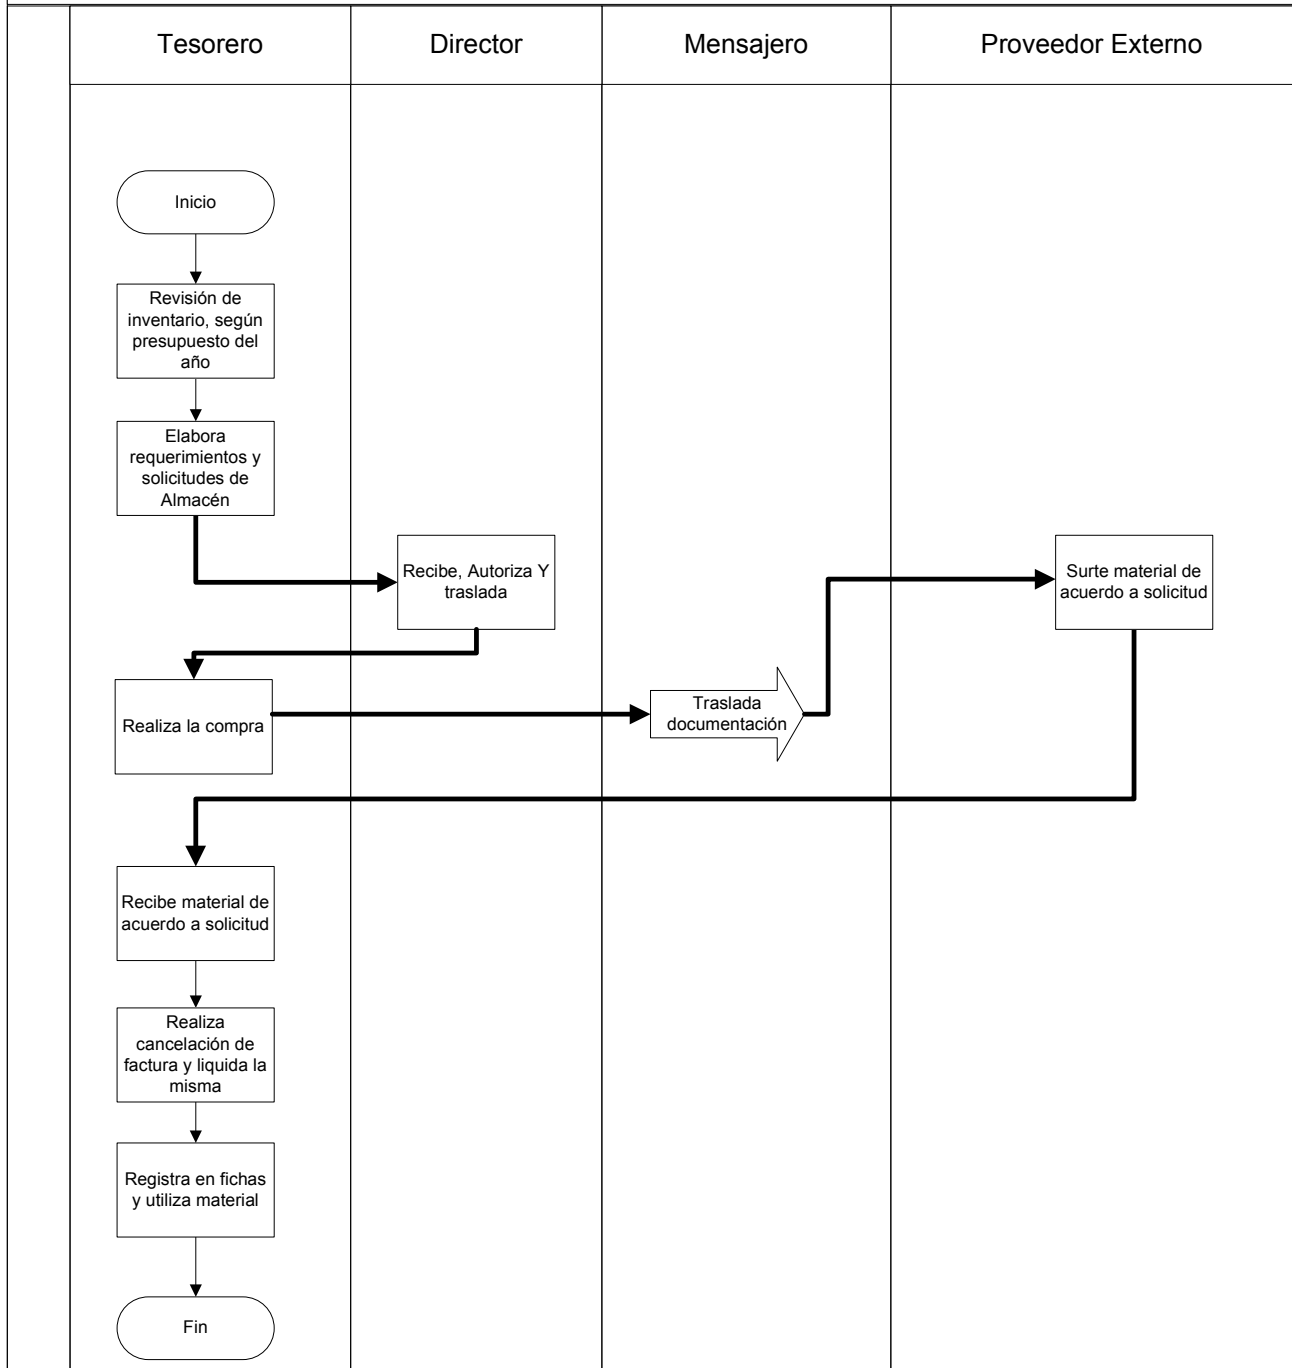 Tesorero
Director
Mensajero
Proveedor Externo
Inicio
Revisión de
inventario, según
presupuesto del
año
Elabora
requerimientos y
solicitudes de
Almacén
Recibe, Autoriza Y
traslada
Surte material de
acuerdo a solicitud
Realiza la compra
Traslada
documentación
Recibe material de
acuerdo a solicitud
Realiza
cancelación de
factura y liquida la
misma
Registra en fichas
y utiliza material
Fin